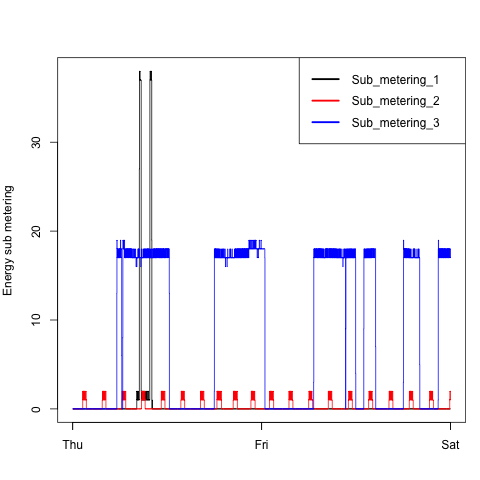 Sub_metering_1
Sub_metering_2
Sub_metering_3
Energy sub metering
30
20
10
0
Thu Fri Sat